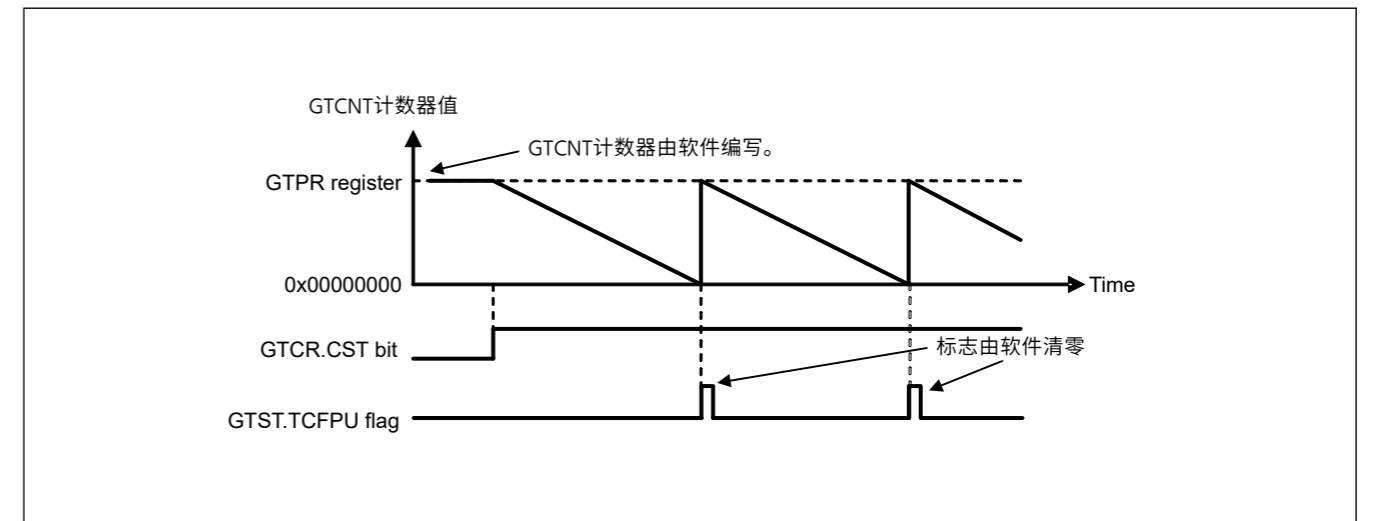 GTCNT计数器值
GTCNT计数器由软件编写。
GTPR register
0x00000000
Time
GTCR.CST bit
标志由软件清零
GTST.TCFPU flag